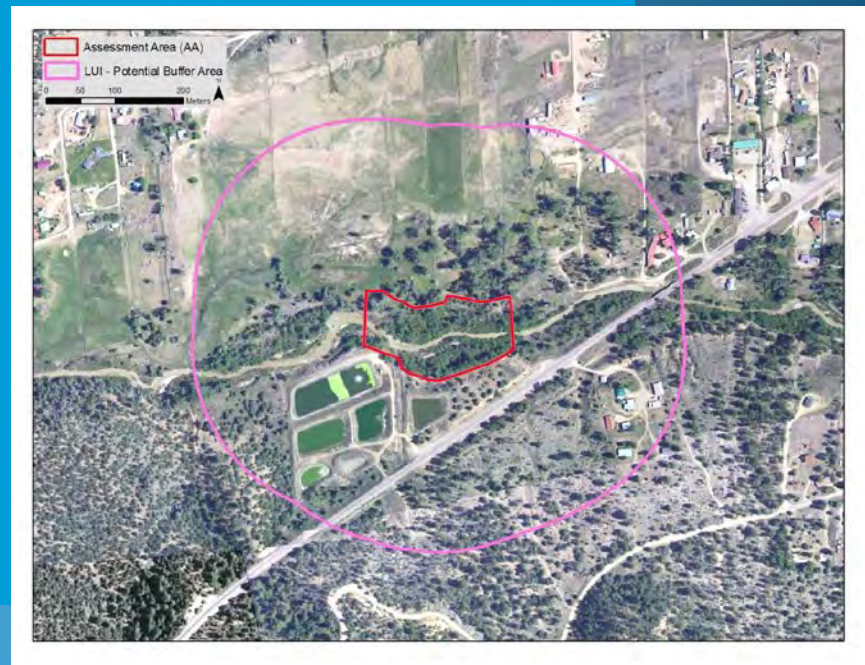 Assessment Area (AA)
LUI - Potential Buffer Area
0 50 100 200
Meters
N